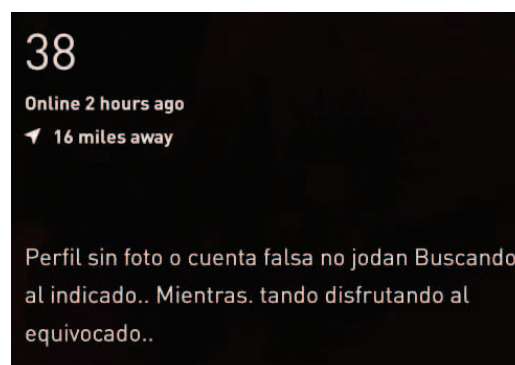 38
Online 2 hours ago
16 miles away
Perfil sin foto o cuenta falsa no jodan Buscando
al indicado.. Mientras. tando disfrutando al
equivocado..